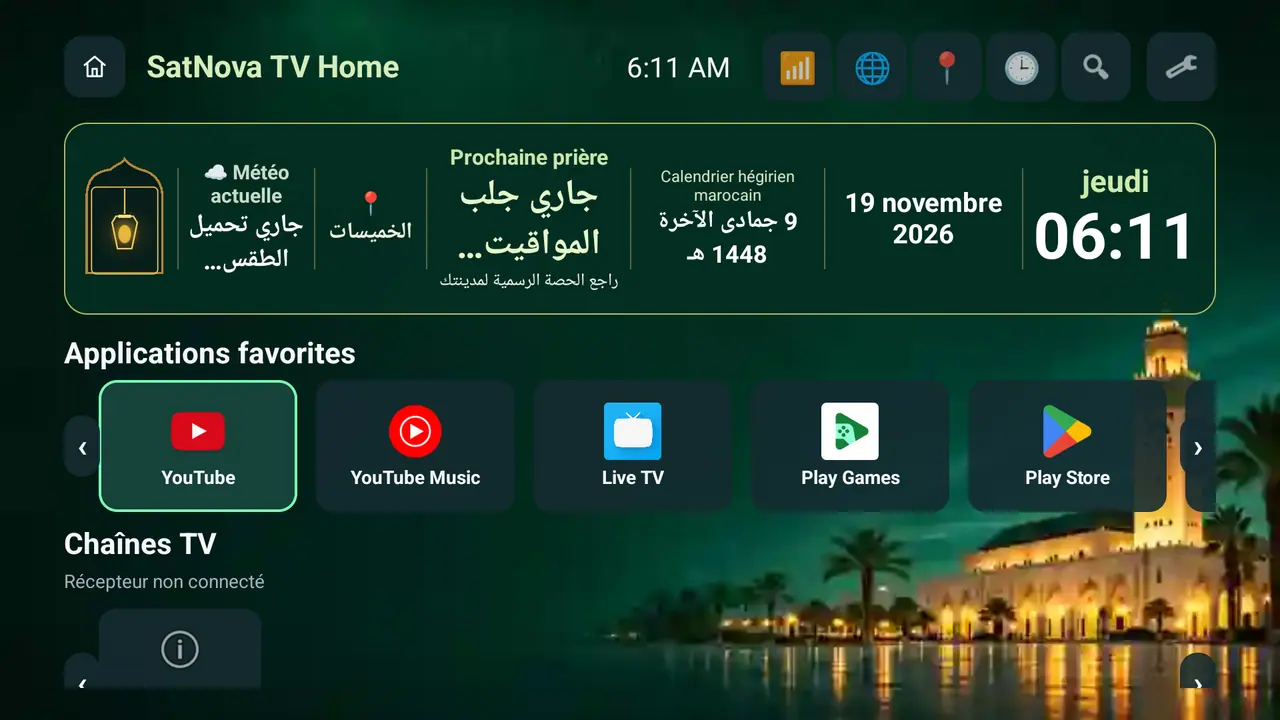 SatNova TV Home
6:11 AM
☁️ Météo
actuelle
جاري تحميل
الطقس...
📍
الخميسات
Prochaine prière
جاري جلب
المواقيت...
راجع الحصة الرسمية لمدينتك
Calendrier hégirien
marocain
9 جمادى الآخرة
1448 هـ
19 novembre
2026
jeudi
06:11
Applications favorites
YouTube
YouTube Music
Live TV
Play Games
Play Store
Chaînes TV
Récepteur non connecté